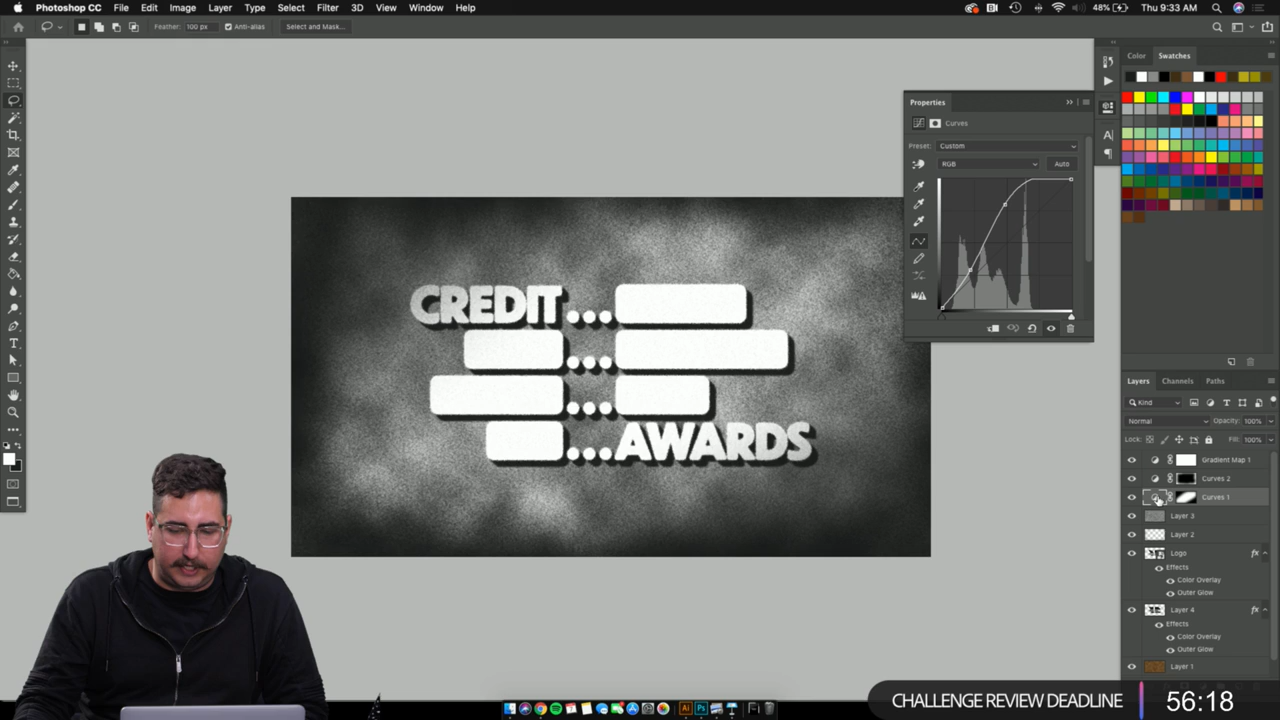 Photoshop CC File Edit Image Layer Type Select Filter 3D View Window Help 48% Thu 9:33 AM
Feather: 100 px Anti-alias Select and Mask...
Color Swatches
Properties
Curves
Preset: Custom
RGB Auto
CREDIT...
...
...
...AWARDS
Layers Channels Paths
Kind
Normal Opacity: 100%
Lock: Fill: 100%
Gradient Map 1
Curves 2
Curves 1
Layer 3
Layer 2
Logo fx
Effects
Color Overlay
Outer Glow
Layer 4 fx
Effects
Color Overlay
Outer Glow
Layer 1
CHALLENGE REVIEW DEADLINE 56:18